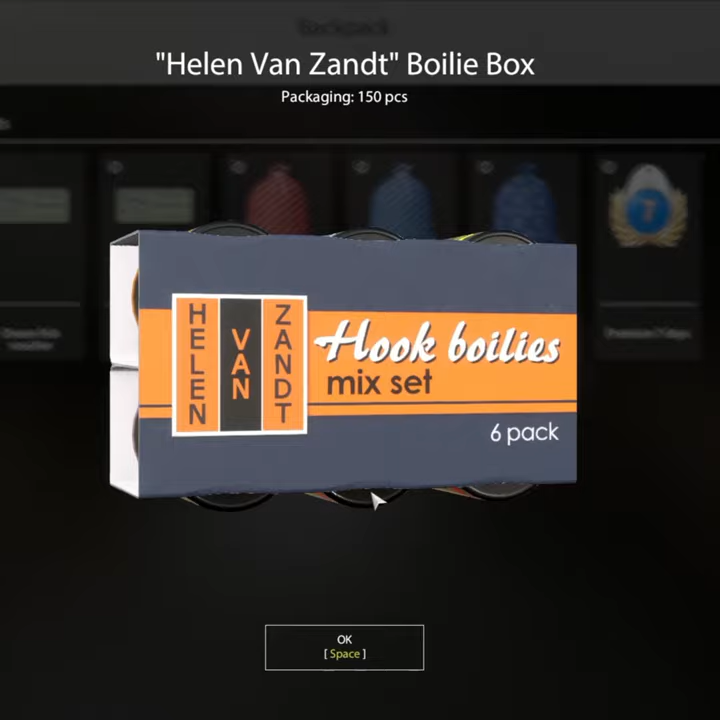 Backpack
"Helen Van Zandt" Boilie Box
Packaging: 150 pcs
HELEN
VAN
ZANDT
Hook boilies
mix set
6 pack
OK
[ Space ]